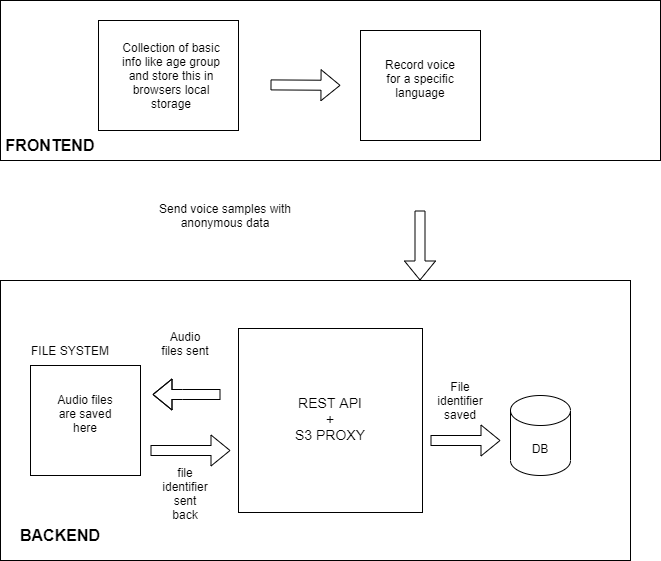 Collection of basic
info like age group
and store this in
browsers local
storage
Record voice
for a specific
language
FRONTEND
Send voice samples with
anonymous data
FILE SYSTEM
Audio
files sent
Audio files
are saved
here
file
identifier
sent
back
REST API
+
S3 PROXY
File
identifier
saved
DB
BACKEND